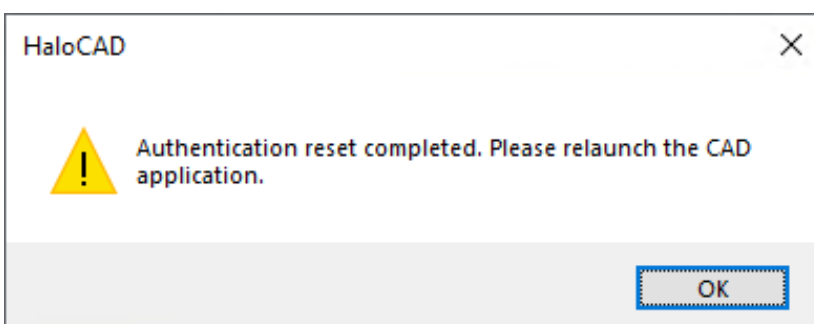 HaloCAD
Authentication reset completed. Please relaunch the CAD
application.
OK